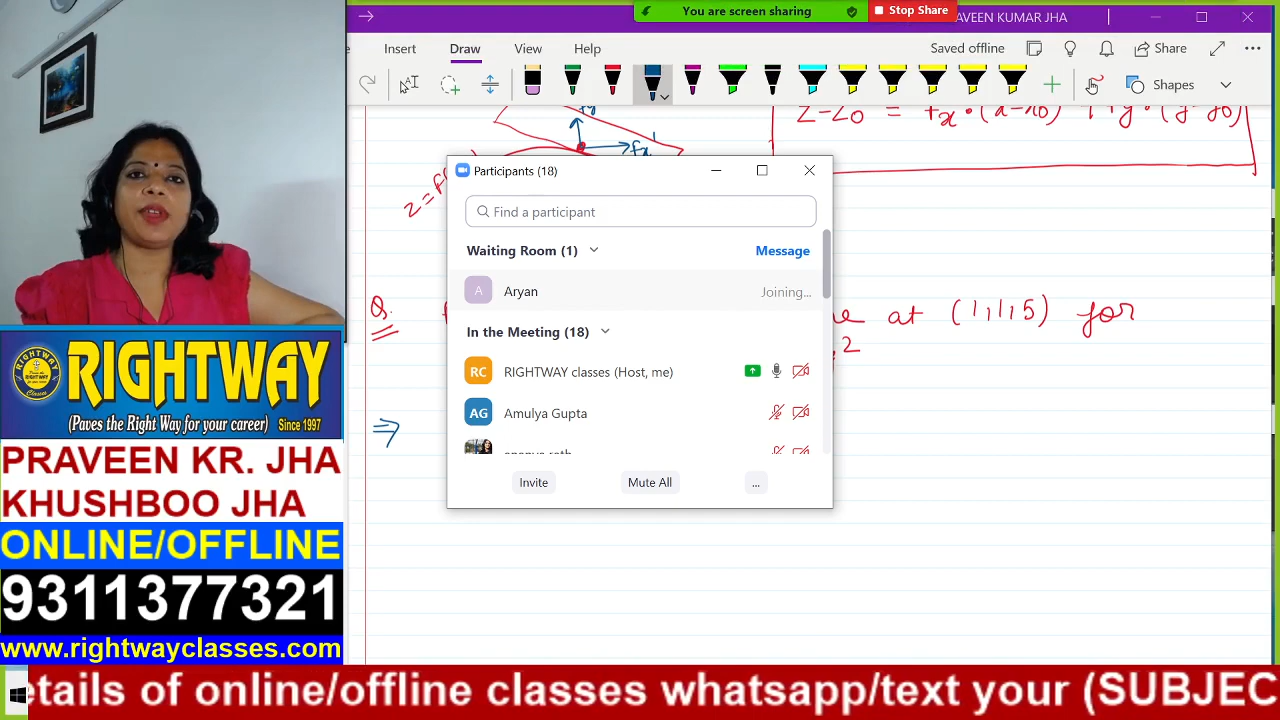 You are screen sharing
Stop Share
PRAVEEN KUMAR JHA
Insert
Draw
View
Help
Saved offline
Share
Shapes
fx
Participants (18)
Find a participant
Waiting Room (1)
Message
A
Aryan
Joining...
In the Meeting (18)
RC
RIGHTWAY classes (Host, me)
AG
Amulya Gupta
Invite
Mute All
...
Q.
at (1,1,5) for
2
⇒
RIGHTWAY
RIGHTWAY
(Paves the Right Way for your career)
Since 1997
PRAVEEN KR. JHA
KHUSHBOO JHA
ONLINE/OFFLINE
9311377321
www.rightwayclasses.com
etails of online/offline classes whatsapp/text your (SUBJEC